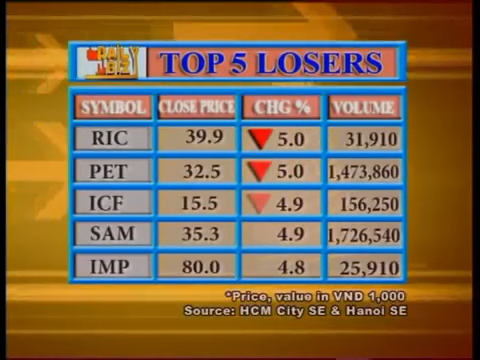 DAILY BIZ TOP 5 LOSERS
SYMBOL CLOSE PRICE CHG % VOLUME
RIC 39.9 5.0 31,910
PET 32.5 5.0 1,473,860
ICF 15.5 4.9 156,250
SAM 35.3 4.9 1,726,540
IMP 80.0 4.8 25,910
*Price, value in VND 1,000
Source: HCM City SE & Hanoi SE